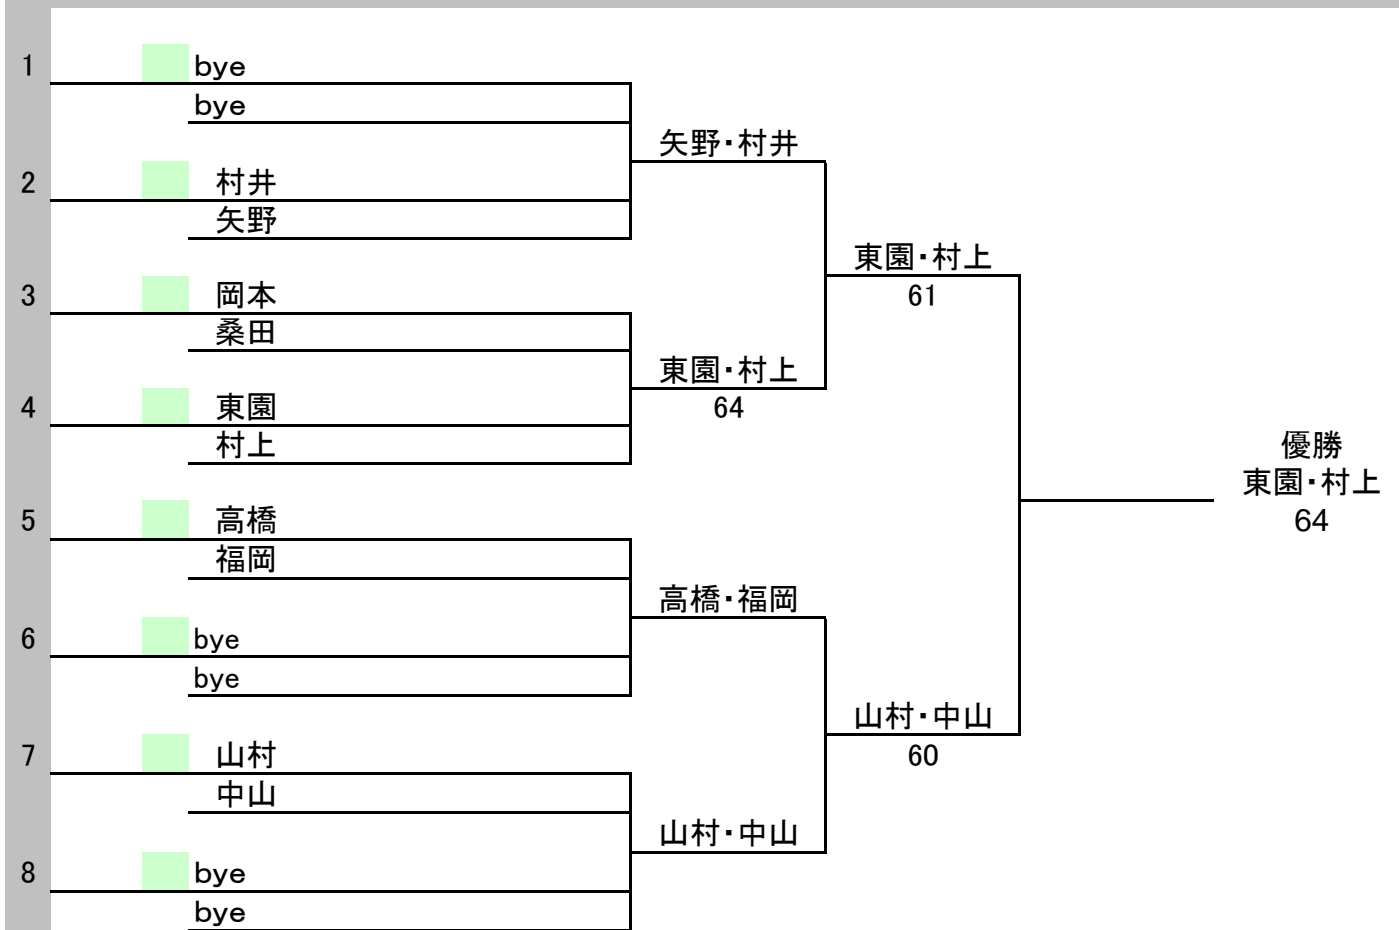 1
bye
bye
矢野・村井
2
村井
矢野
東園・村上
61
3
岡本
桑田
東園・村上
64
4
東園
村上
優勝
東園・村上
64
5
高橋
福岡
高橋・福岡
6
bye
bye
山村・中山
60
7
山村
中山
山村・中山
8
bye
bye